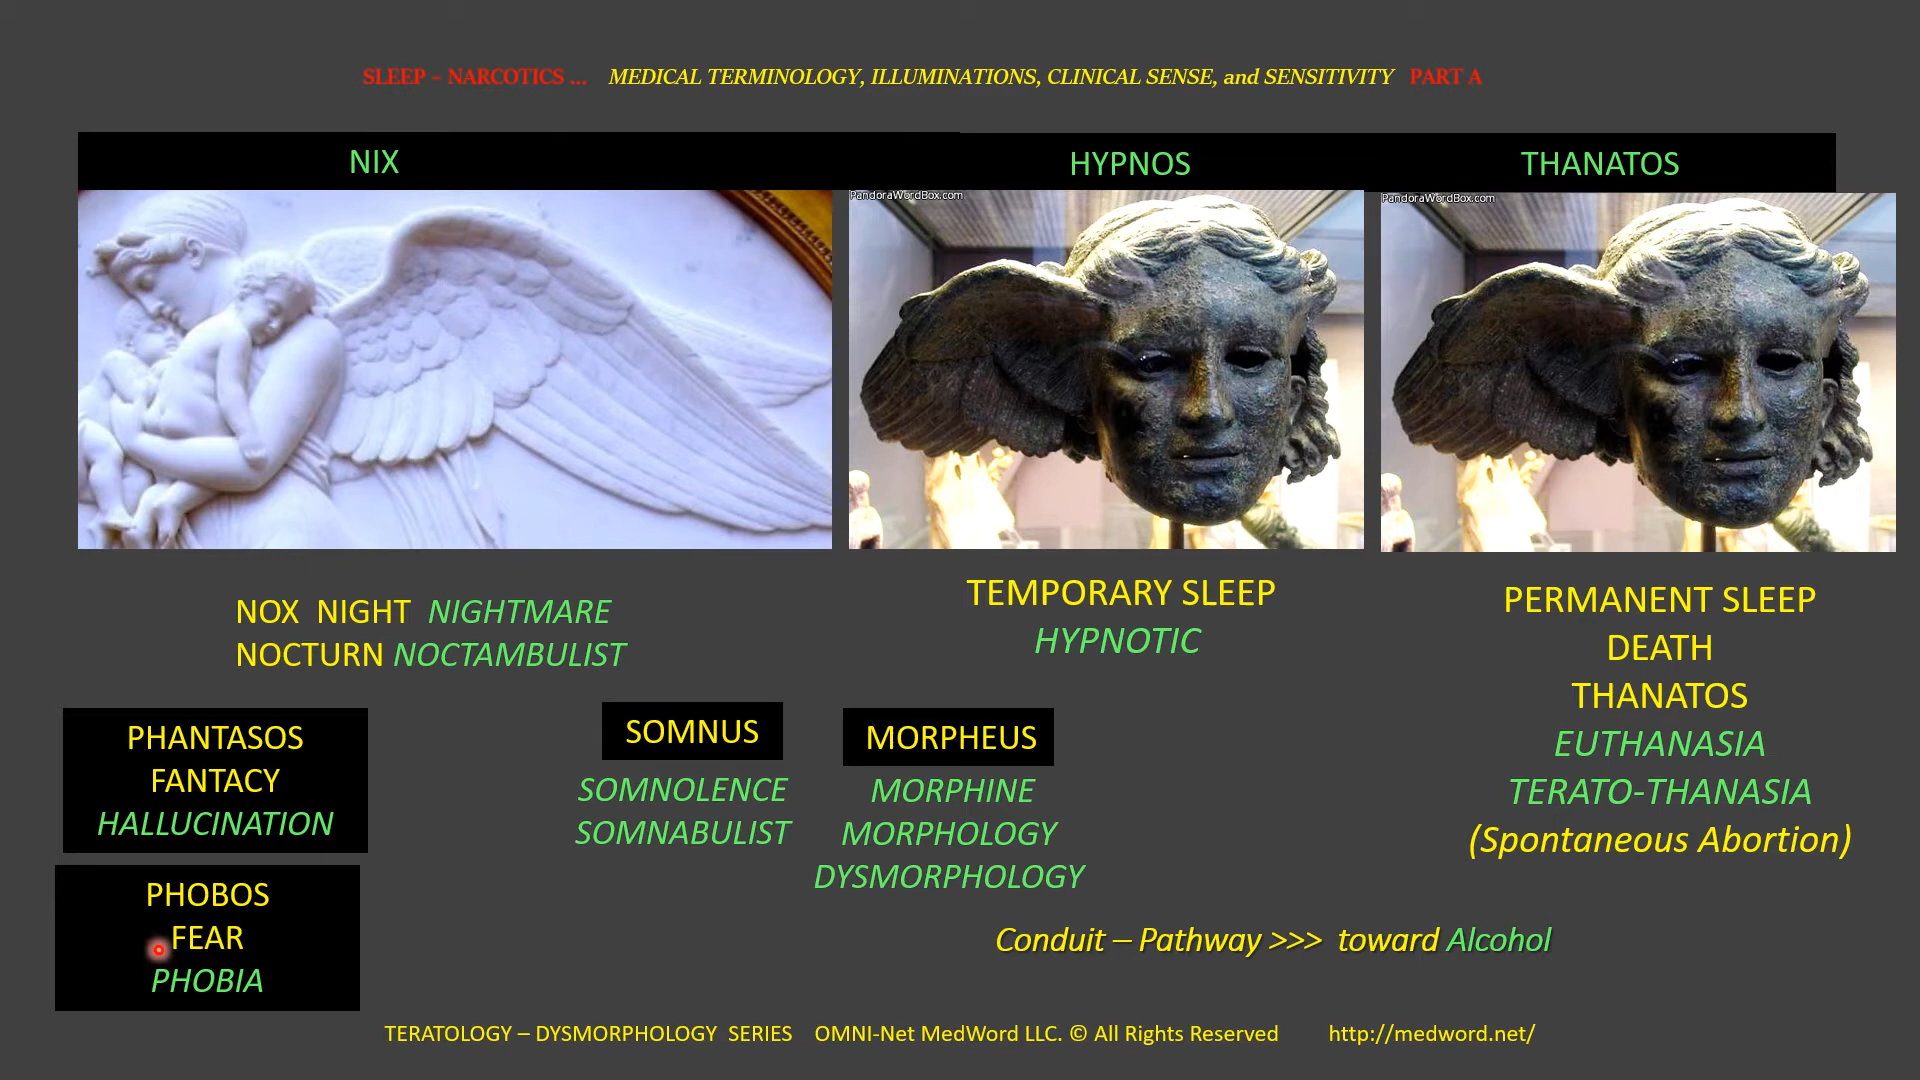 SLEEP – NARCOTICS ... MEDICAL TERMINOLOGY, ILLUMINATIONS, CLINICAL SENSE, and SENSITIVITY PART A
NIX
HYPNOS
THANATOS
PandoraWordBox.com
PandoraWordBox.com
NOX NIGHT NIGHTMARE
NOCTURN NOCTAMBULIST
TEMPORARY SLEEP
HYPNOTIC
PERMANENT SLEEP
DEATH
THANATOS
EUTHANASIA
TERATO-THANASIA
(Spontaneous Abortion)
PHANTASOS
FANTACY
HALLUCINATION
SOMNUS
SOMNOLENCE
SOMNABULIST
MORPHEUS
MORPHINE
MORPHOLOGY
DYSMORPHOLOGY
PHOBOS
FEAR
PHOBIA
Conduit – Pathway >>> toward Alcohol
TERATOLOGY – DYSMORPHOLOGY SERIES OMNI-Net MedWord LLC. © All Rights Reserved http://medword.net/